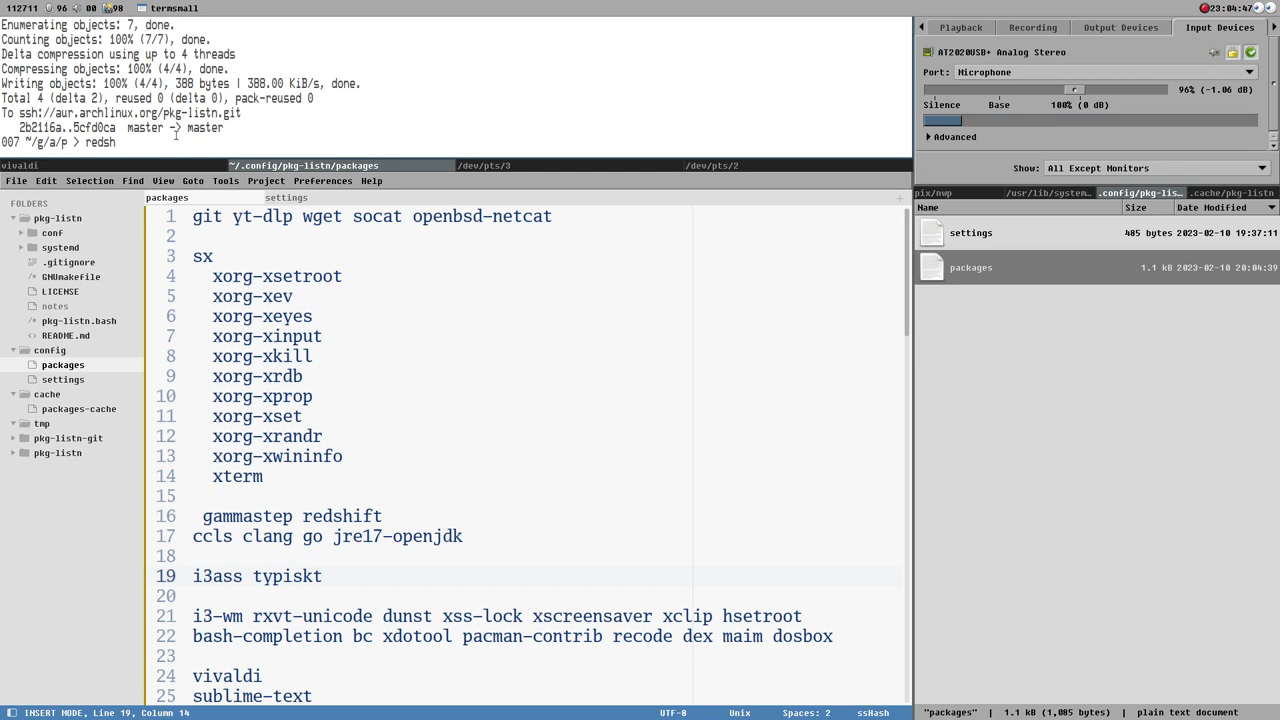 112711 96 00 98 termsmall
23:04:47
Enumerating objects: 7, done.
Counting objects: 100% (7/7), done.
Delta compression using up to 4 threads
Compressing objects: 100% (4/4), done.
Writing objects: 100% (4/4), 388 bytes | 388.00 KiB/s, done.
Total 4 (delta 2), reused 0 (delta 0), pack-reused 0
To ssh://aur.archlinux.org/pkg-listn.git
2b2116a..5cfd0ca master -> master
007 ~/g/a/p > redsh
Playback Recording Output Devices Input Devices
AT2020USB+ Analog Stereo
Port: Microphone
96% (-1.06 dB)
Silence Base 100% (0 dB)
Advanced
Show: All Except Monitors
vivaldi ~/.config/pkg-listn/packages /dev/pts/3 /dev/pts/2
File Edit Selection Find View Goto Tools Project Preferences Help
packages settings
FOLDERS
pkg-listn
conf
systemd
.gitignore
GNUmakefile
LICENSE
notes
pkg-listn.bash
README.md
config
packages
settings
cache
packages-cache
tmp
pkg-listn-git
pkg-listn
1 git yt-dlp wget socat openbsd-netcat
2
3 sx
4 xorg-xsetroot
5 xorg-xev
6 xorg-xeyes
7 xorg-xinput
8 xorg-xkill
9 xorg-xrdb
10 xorg-xprop
11 xorg-xset
12 xorg-xrandr
13 xorg-xwininfo
14 xterm
15
16 gammastep redshift
17 ccls clang go jre17-openjdk
18
19 i3ass typiskt
20
21 i3-wm rxvt-unicode dunst xss-lock xscreensaver xclip hsetroot
22 bash-completion bc xdotool pacman-contrib recode dex maim dosbox
23
24 vivaldi
25 sublime-text
INSERT MODE, Line 19, Column 14 UTF-8 Unix Spaces: 2 ssHash
pix/nwp /usr/lib/system… .config/pkg-lis… .cache/pkg-listn
Name Size Date Modified
settings 485 bytes 2023-02-10 19:37:11
packages 1.1 kB 2023-02-10 20:04:39
"packages" | 1.1 kB (1,085 bytes) | plain text document